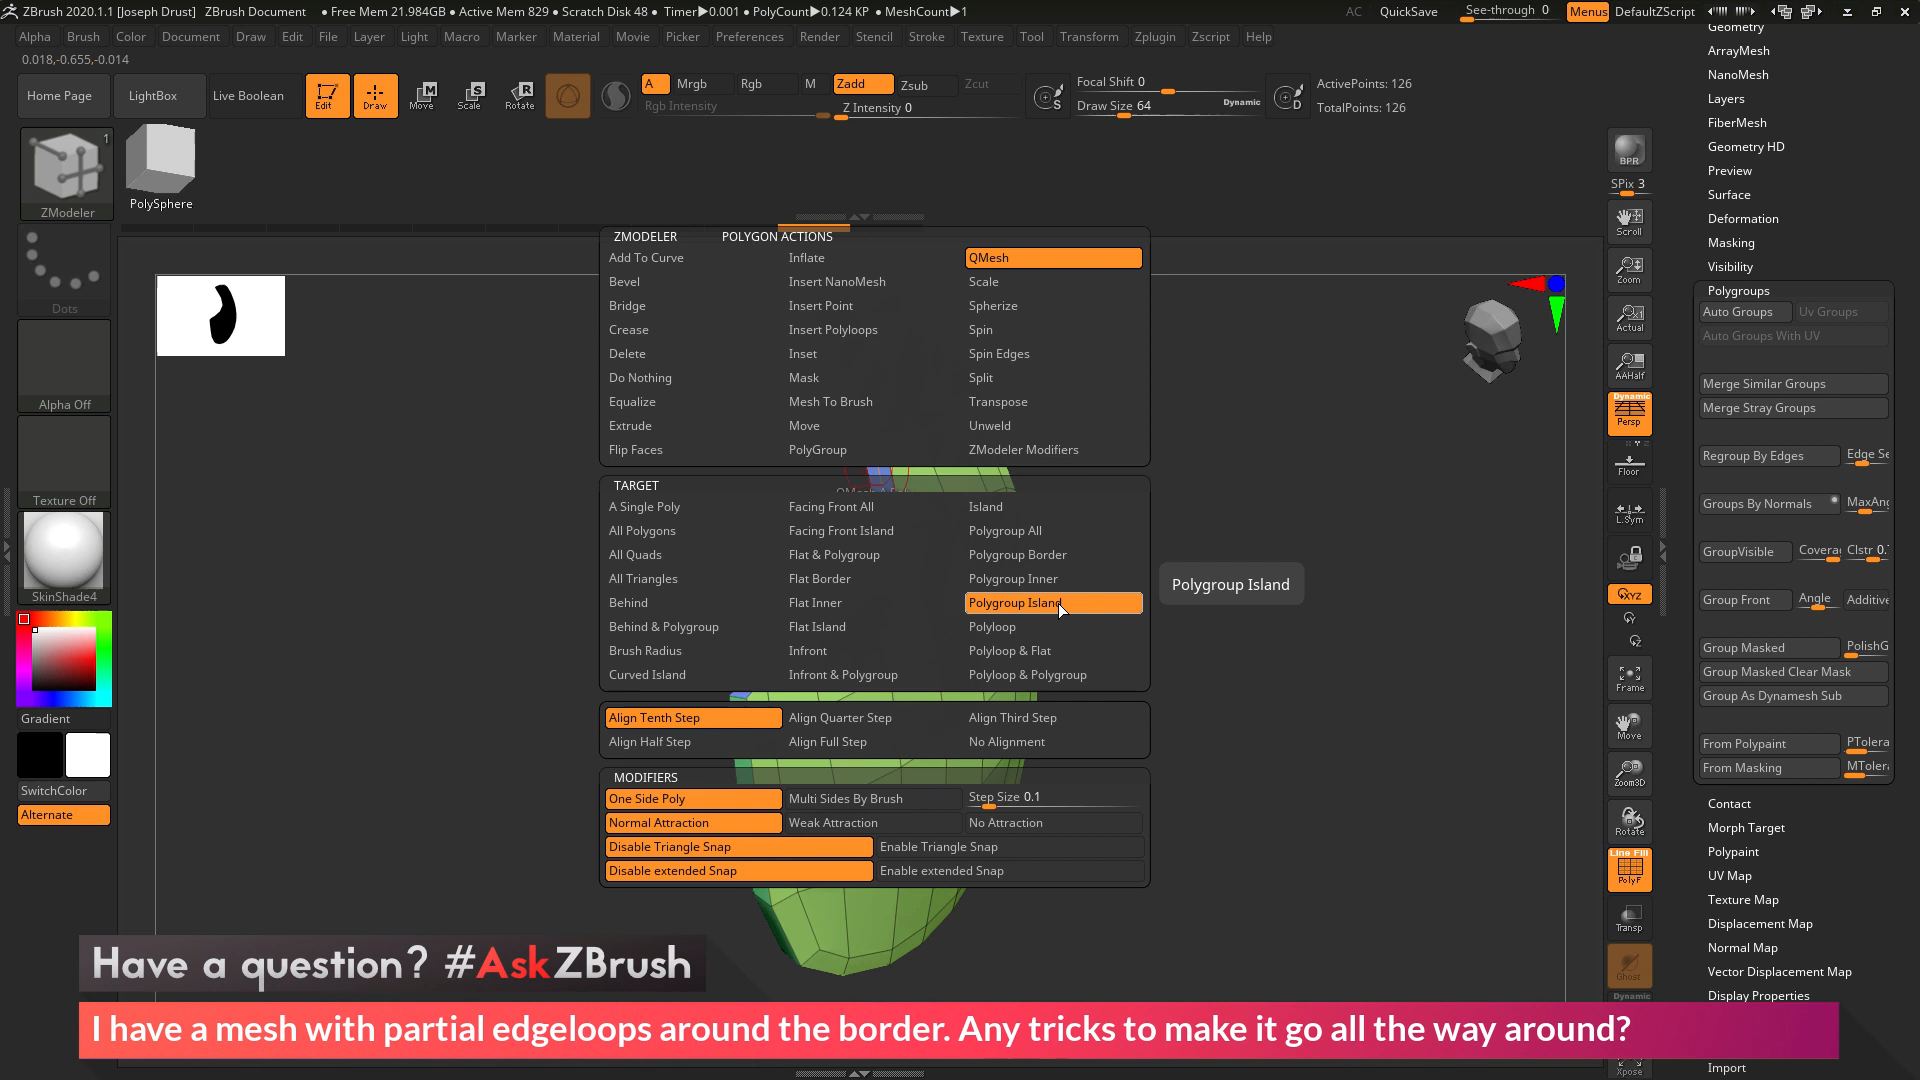 ZBrush 2020.1.1 [Joseph Drust] ZBrush Document • Free Mem 21.984GB • Active Mem 829 • Scratch Disk 48 • Timer▶0.001 • PolyCount▶0.124 KP • MeshCount▶1 AC QuickSave See-through 0 Menus DefaultZScript
Alpha Brush Color Document Draw Edit File Layer Light Macro Marker Material Movie Picker Preferences Render Stencil Stroke Texture Tool Transform Zplugin Zscript Help
0.018,-0.655,-0.014
Home Page LightBox Live Boolean Edit Draw Move Scale Rotate
A Mrgb Rgb M Zadd Zsub Zcut
Rgb Intensity Z Intensity 0
S Focal Shift 0
Draw Size 64 Dynamic D
ActivePoints: 126
TotalPoints: 126
1
ZModeler PolySphere
Dots
Alpha Off
Texture Off
SkinShade4
Gradient
SwitchColor
Alternate
ZMODELER POLYGON ACTIONS
Add To Curve Inflate QMesh
Bevel Insert NanoMesh Scale
Bridge Insert Point Spherize
Crease Insert Polyloops Spin
Delete Inset Spin Edges
Do Nothing Mask Split
Equalize Mesh To Brush Transpose
Extrude Move Unweld
Flip Faces PolyGroup ZModeler Modifiers
TARGET
A Single Poly Facing Front All Island
All Polygons Facing Front Island Polygroup All
All Quads Flat & Polygroup Polygroup Border
All Triangles Flat Border Polygroup Inner
Behind Flat Inner Polygroup Island
Behind & Polygroup Flat Island Polyloop
Brush Radius Infront Polyloop & Flat
Curved Island Infront & Polygroup Polyloop & Polygroup
Align Tenth Step Align Quarter Step Align Third Step
Align Half Step Align Full Step No Alignment
MODIFIERS
One Side Poly Multi Sides By Brush Step Size 0.1
Normal Attraction Weak Attraction No Attraction
Disable Triangle Snap Enable Triangle Snap
Disable extended Snap Enable extended Snap
Polygroup Island
BPR
SPix 3
Scroll
Zoom
Actual
AAHalf
Dynamic
Persp
Floor
L.Sym
XYZ
Frame
Move
Zoom3D
Rotate
Line Fill
PolyF
Transp
Ghost
Dynamic
Xpose
Geometry
ArrayMesh
NanoMesh
Layers
FiberMesh
Geometry HD
Preview
Surface
Deformation
Masking
Visibility
Polygroups
Auto Groups Uv Groups
Auto Groups With UV
Merge Similar Groups
Merge Stray Groups
Regroup By Edges Edge Se
Groups By Normals MaxAng
GroupVisible Covera Clstr 0.
Group Front Angle Additive
Group Masked PolishG
Group Masked Clear Mask
Group As Dynamesh Sub
From Polypaint PTolera
From Masking MTolera
Contact
Morph Target
Polypaint
UV Map
Texture Map
Displacement Map
Normal Map
Vector Displacement Map
Display Properties
Import
Have a question? #AskZBrush
I have a mesh with partial edgeloops around the border. Any tricks to make it go all the way around?